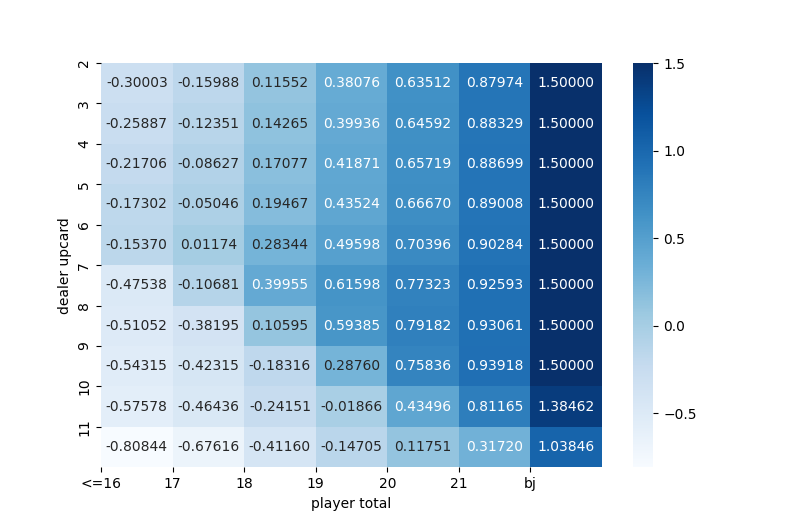 2 -0.30003 -0.15988 0.11552 0.38076 0.63512 0.87974 1.50000 1.5
3 -0.25887 -0.12351 0.14265 0.39936 0.64592 0.88329 1.50000
4 -0.21706 -0.08627 0.17077 0.41871 0.65719 0.88699 1.50000 1.0
5 -0.17302 -0.05046 0.19467 0.43524 0.66670 0.89008 1.50000
6 -0.15370 0.01174 0.28344 0.49598 0.70396 0.90284 1.50000 0.5
dealer upcard
7 -0.47538 -0.10681 0.39955 0.61598 0.77323 0.92593 1.50000
8 -0.51052 -0.38195 0.10595 0.59385 0.79182 0.93061 1.50000 0.0
9 -0.54315 -0.42315 -0.18316 0.28760 0.75836 0.93918 1.50000
10 -0.57578 -0.46436 -0.24151 -0.01866 0.43496 0.81165 1.38462 −0.5
11 -0.80844 -0.67616 -0.41160 -0.14705 0.11751 0.31720 1.03846
<=16 17 18 19 20 21 bj
player total